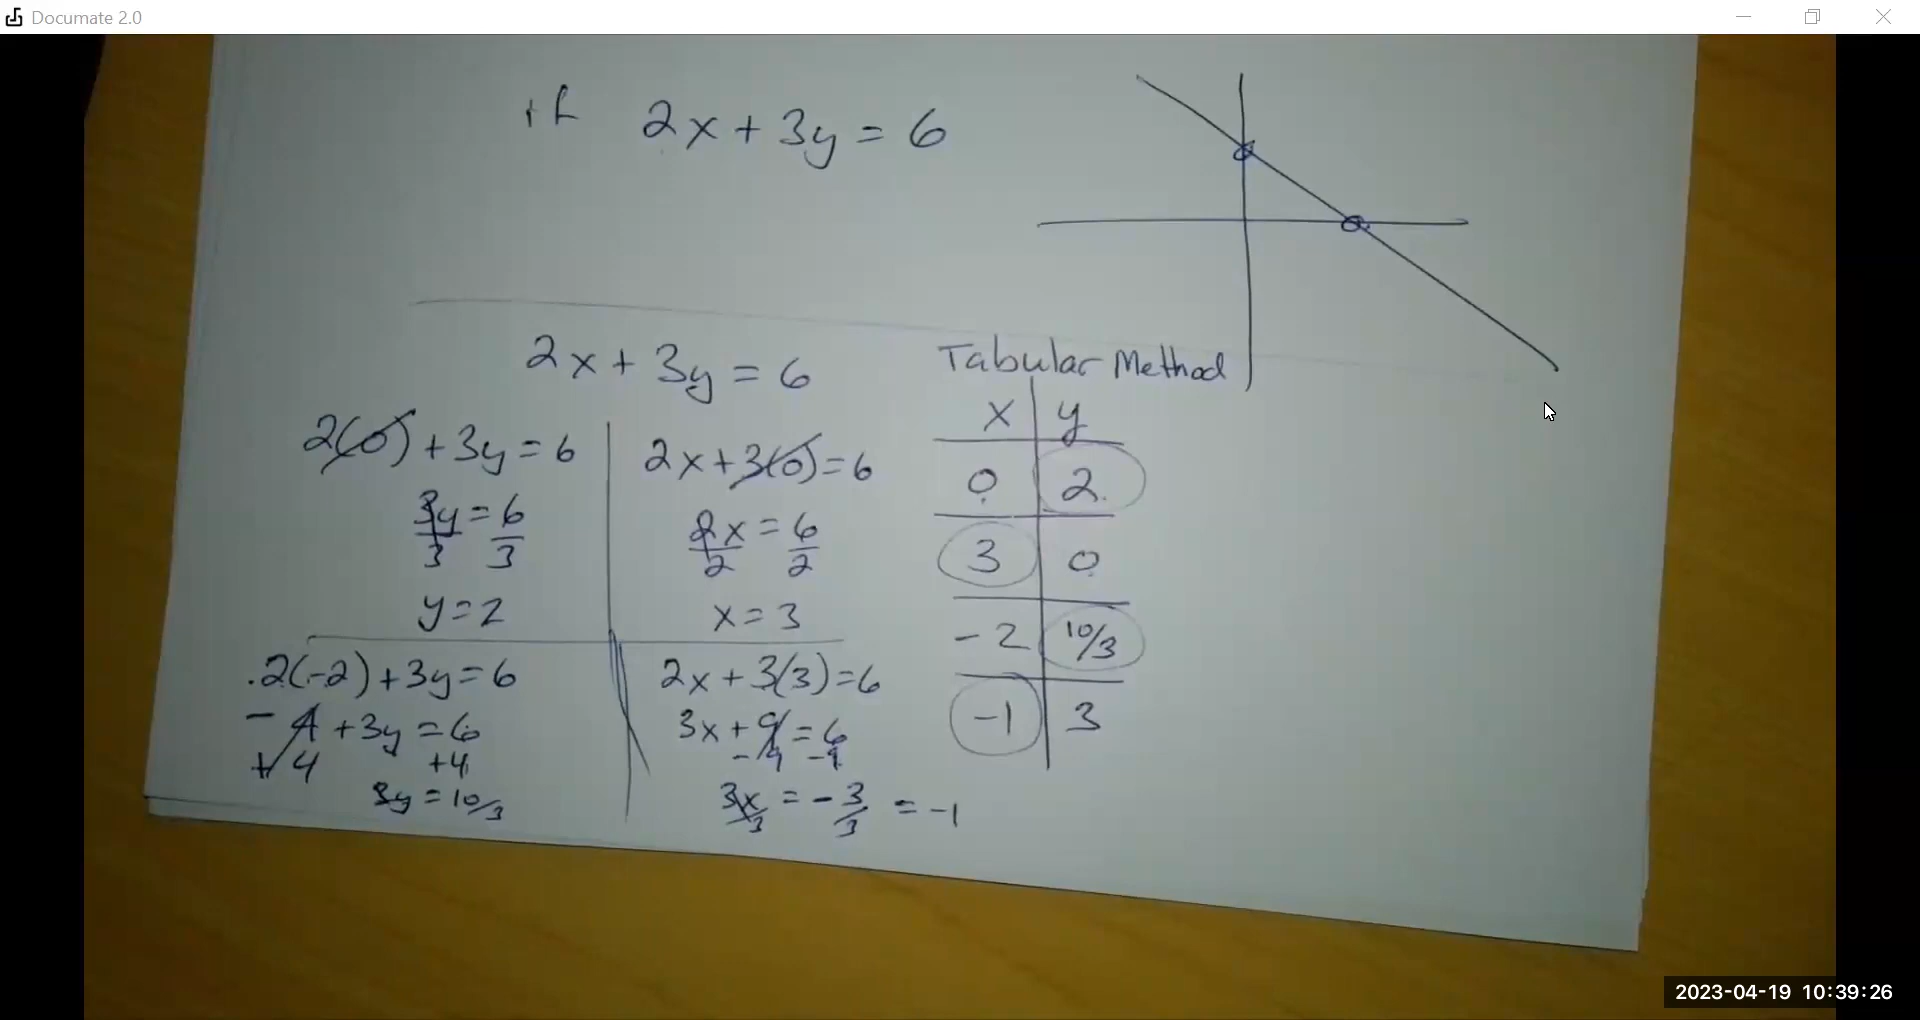 Documate 2.0
2x + 3y = 6
2x + 3y = 6
2(0) + 3y = 6
3y/3 = 6/3
y = 2
2x + 3(0) = 6
2x/2 = 6/2
x = 3
.2(-2) + 3y = 6
- 4 + 3y = 6
+ 4 +4
3y = 10/3
2x + 3(3) = 6
3x + 9 = 6
- 9 - 9
3x/3 = - 3/3 = -1
Tabular Method
x y
0 2
3 0
- 2 10/3
-1 3
2023-04-19 10:39:26